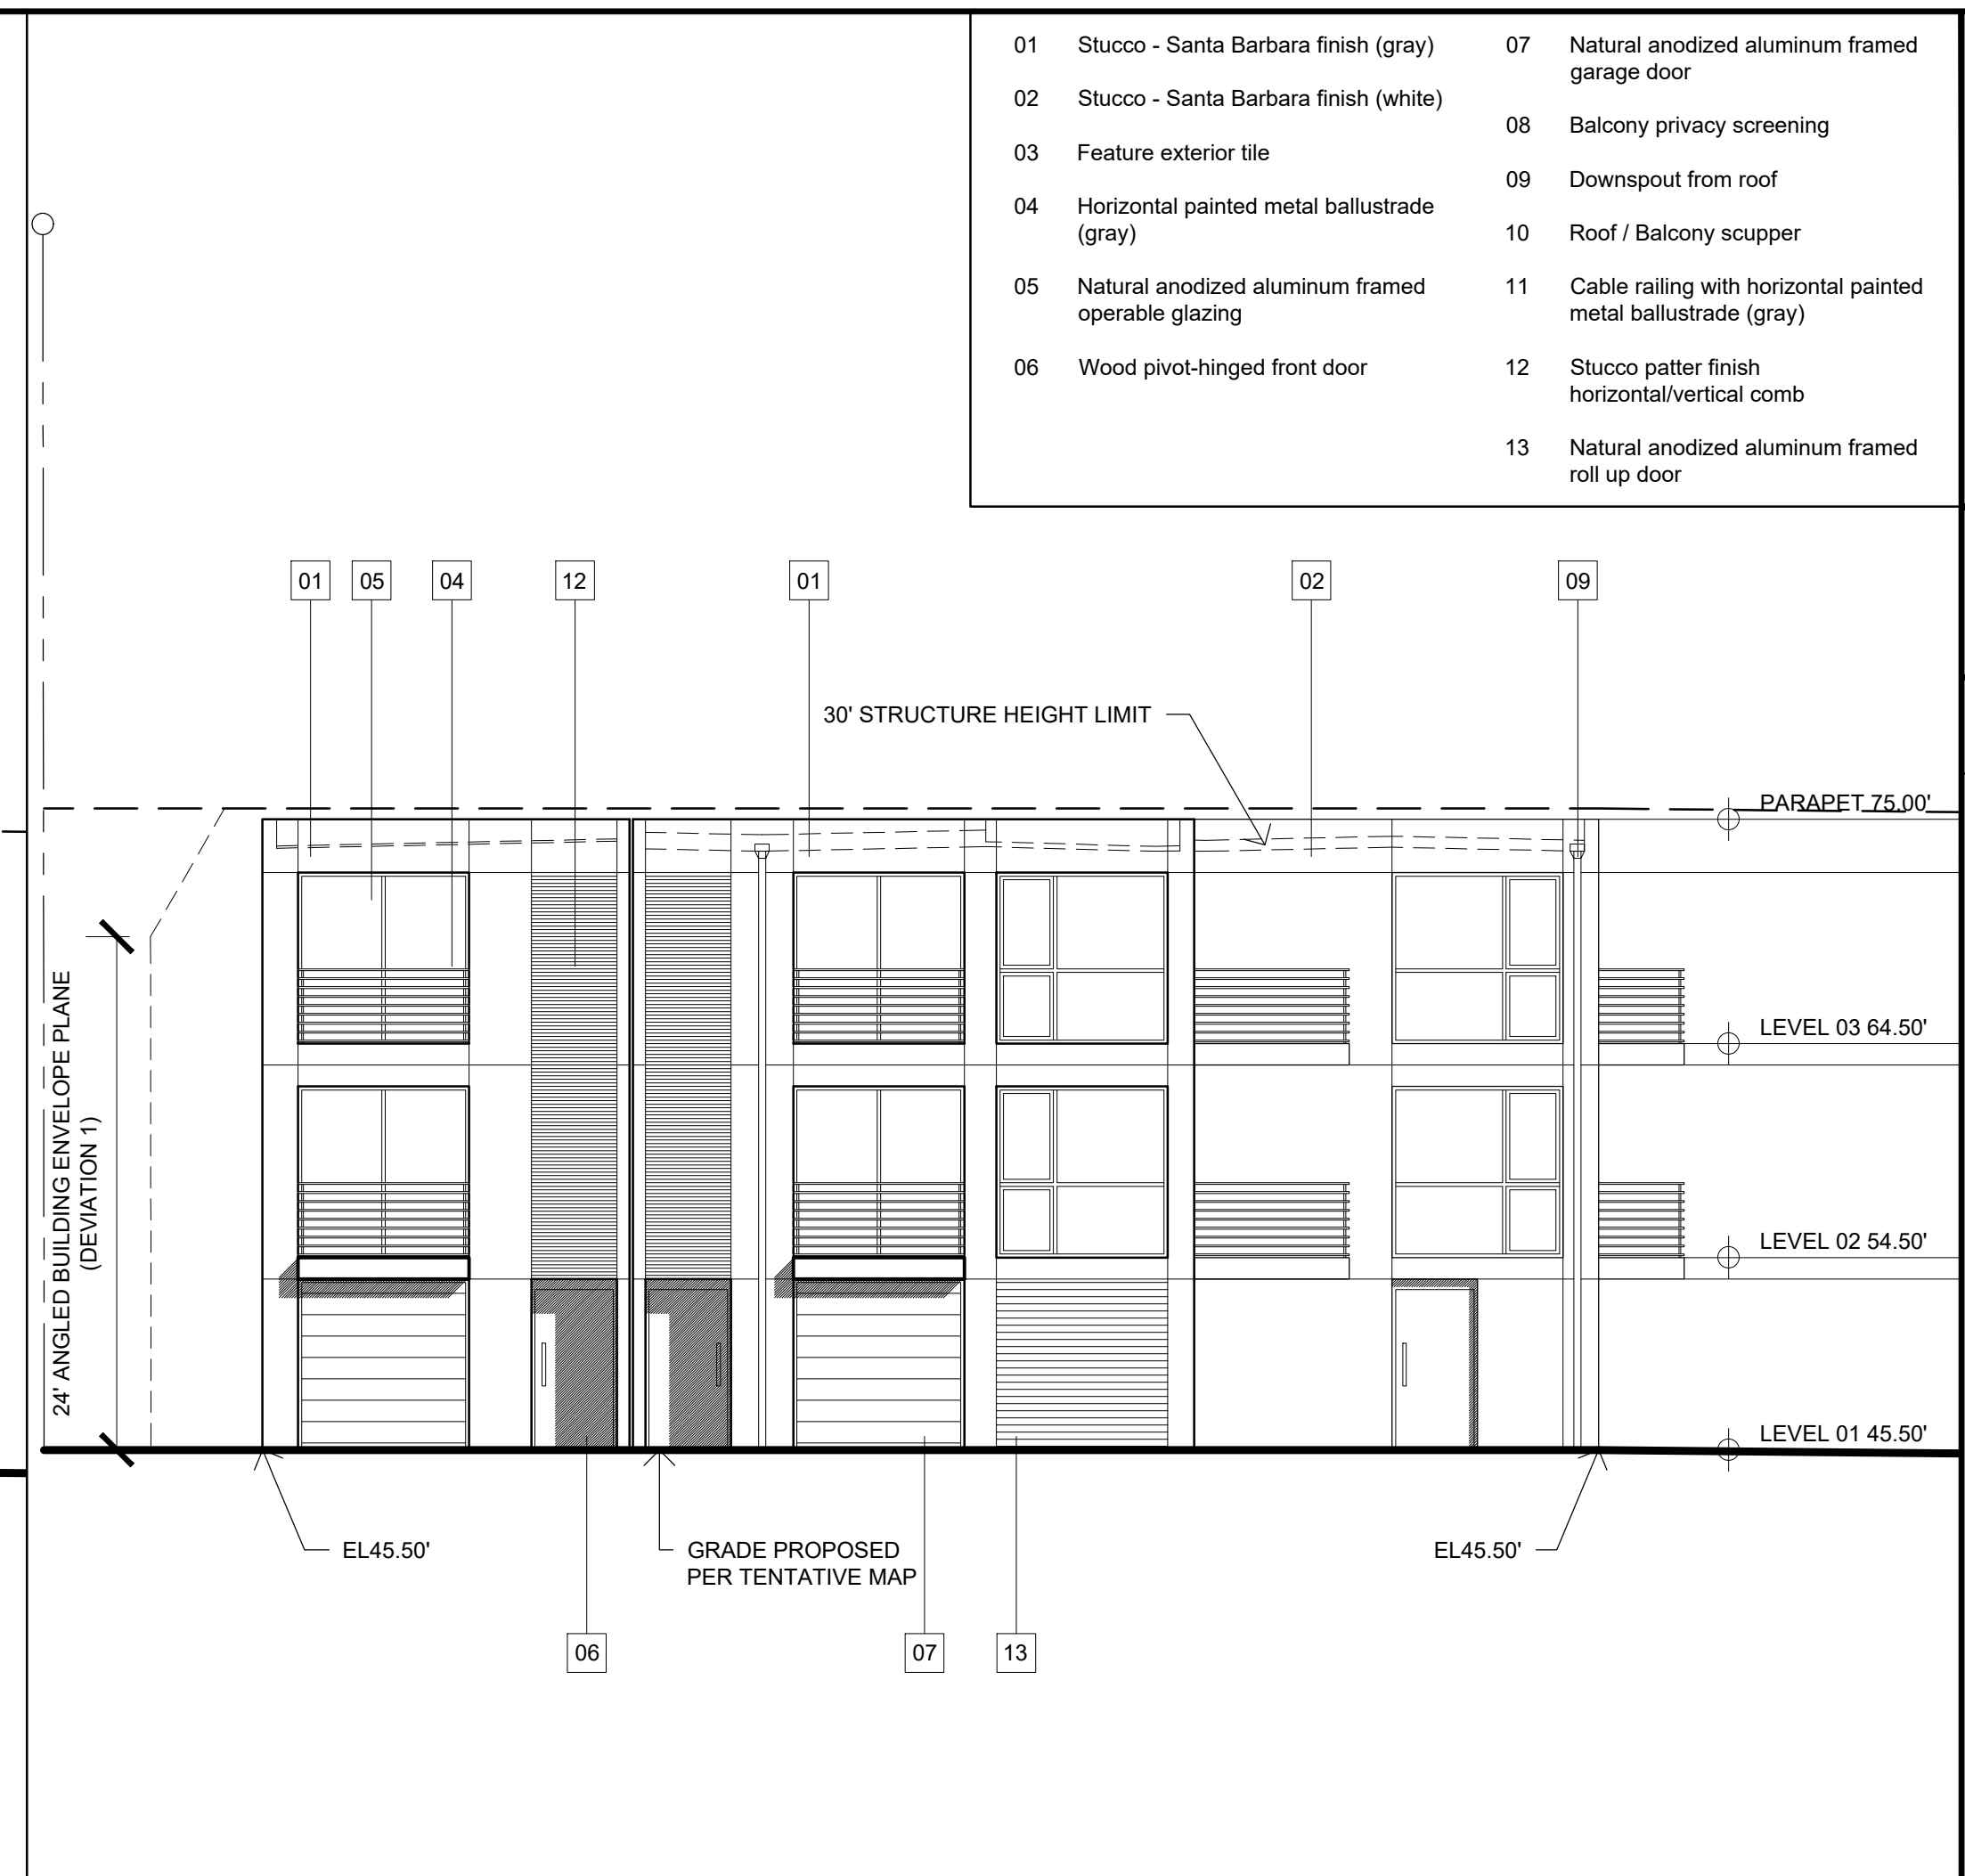 01 Stucco - Santa Barbara finish (gray)
02 Stucco - Santa Barbara finish (white)
03 Feature exterior tile
04 Horizontal painted metal ballustrade
(gray)
05 Natural anodized aluminum framed
operable glazing
06 Wood pivot-hinged front door
07 Natural anodized aluminum framed
garage door
08 Balcony privacy screening
09 Downspout from roof
10 Roof / Balcony scupper
11 Cable railing with horizontal painted
metal ballustrade (gray)
12 Stucco patter finish
horizontal/vertical comb
13 Natural anodized aluminum framed
roll up door
01 05 04 12 01 02 09
30' STRUCTURE HEIGHT LIMIT
PARAPET 75.00'
LEVEL 03 64.50'
LEVEL 02 54.50'
LEVEL 01 45.50'
24' ANGLED BUILDING ENVELOPE PLANE
(DEVIATION 1)
EL45.50'
GRADE PROPOSED
PER TENTATIVE MAP
EL45.50'
06 07 13